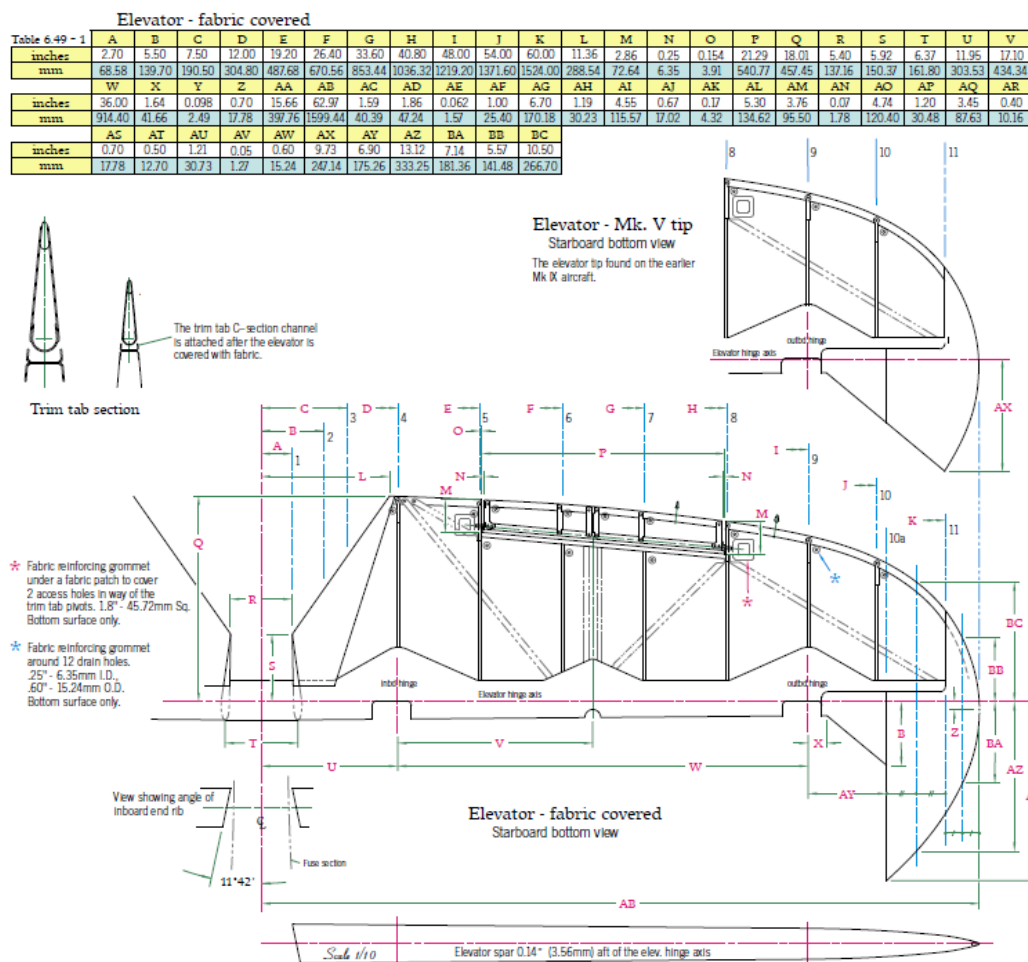 Elevator - fabric covered
Table 6.49 - 1 A B C D E F G H I J K L M N O P Q R S T U V
inches 2.70 5.50 7.50 12.00 19.20 26.40 33.60 40.80 48.00 54.00 60.00 11.36 2.86 0.25 0.154 21.29 18.01 5.40 5.92 6.37 11.95 17.10
mm 68.58 139.70 190.50 304.80 487.68 670.56 853.44 1036.32 1219.20 1371.60 1524.00 288.54 72.64 6.35 3.91 540.77 457.45 137.16 150.37 161.80 303.53 434.34
W X Y Z AA AB AC AD AE AF AG AH AI AJ AK AL AM AN AO AP AQ AR
inches 36.00 1.64 0.098 0.70 15.66 62.97 1.59 1.86 0.062 1.00 6.70 1.19 4.55 0.67 0.17 5.30 3.76 0.07 4.74 1.20 3.45 0.40
mm 914.40 41.66 2.49 17.78 397.76 1599.44 40.39 47.24 1.57 25.40 170.18 30.23 115.57 17.02 4.32 134.62 95.50 1.78 120.40 30.48 87.63 10.16
AS AT AU AV AW AX AY AZ BA BB BC
inches 0.70 0.50 1.21 0.05 0.60 9.73 6.90 13.12 7.14 5.57 10.50
mm 17.78 12.70 30.73 1.27 15.24 247.14 175.26 333.25 181.36 141.48 266.70
8 9 10 11
Elevator - Mk. V tip
Starboard bottom view
The elevator tip found on the earlier
Mk IX aircraft.
The trim tab C-section channel
is attached after the elevator is
covered with fabric.
outbd hinge
Elevator hinge axis
Trim tab section
AX
C D E F G H
3 4 5 6 7 8
B O
2
A P I
1 9
L N N J
M M 10
K
10a 11
Q
* Fabric reinforcing grommet
under a fabric patch to cover
2 access holes in way of the
trim tab pivots. 1.8" - 45.72mm Sq.
Bottom surface only.
* Fabric reinforcing grommet
around 12 drain holes.
.25" - 6.35mm I.D.,
.60" - 15.24mm O.D.
Bottom surface only.
*
*
R
S
BC
BB
inbd hinge
outbd hinge
Elevator hinge axis
T
U
V
W
X
B
Z
BA
AZ
AY
View showing angle of
inboard end rib
℄
Fuse section
11°42'
Elevator - fabric covered
Starboard bottom view
AB
Scale 1/10
Elevator spar 0.14" (3.56mm) aft of the elev. hinge axis